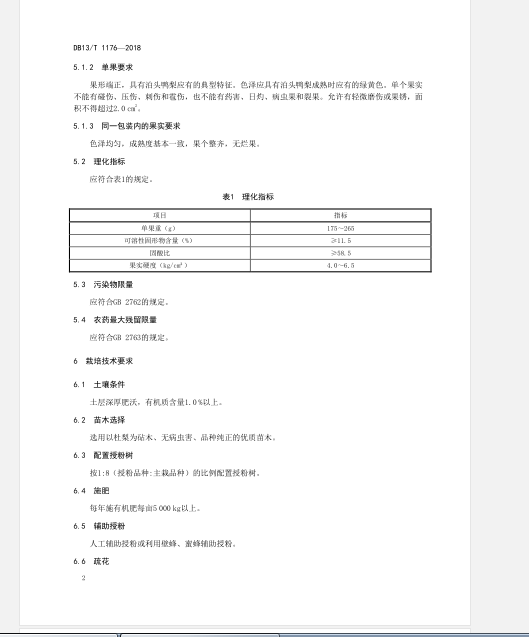 DB13/T 1176—2018
5.1.2 单果要求
果形端正，具有泊头鸭梨应有的典型特征。色泽应具有泊头鸭梨成熟时应有的绿黄色。单个果实
不能有碰伤、压伤、刺伤和雹伤，也不能有药害、日灼、病虫果和裂果。允许有轻微磨伤或果锈，面
积不得超过2.0 cm²。
5.1.3 同一包装内的果实要求
色泽均匀，成熟度基本一致，果个整齐，无烂果。
5.2 理化指标
应符合表1的规定。
表1 理化指标
项目 指标
单果重（g） 175～265
可溶性固形物含量（%） ≥11.5
固酸比 ≥58.5
果实硬度（kg/cm²） 4.0～6.5
5.3 污染物限量
应符合GB 2762的规定。
5.4 农药最大残留限量
应符合GB 2763的规定。
6 栽培技术要求
6.1 土壤条件
土层深厚肥沃，有机质含量1.0%以上。
6.2 苗木选择
选用以杜梨为砧木、无病虫害、品种纯正的优质苗木。
6.3 配置授粉树
按1:8（授粉品种:主栽品种）的比例配置授粉树。
6.4 施肥
每年施有机肥每亩5 000 kg以上。
6.5 辅助授粉
人工辅助授粉或利用壁蜂、蜜蜂辅助授粉。
6.6 疏花
2